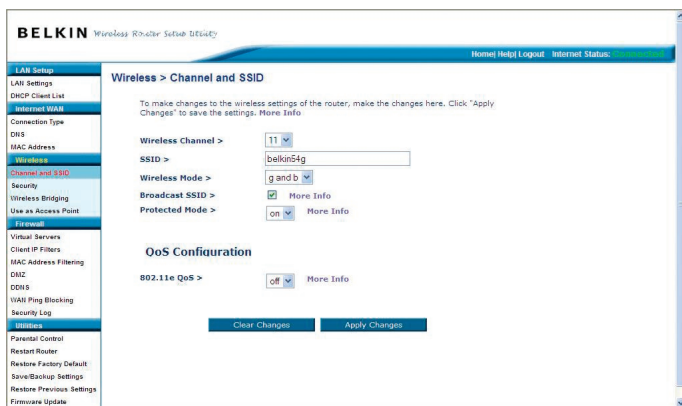 BELKIN Wireless Router Setup Utility
Home| Help| Logout Internet Status: Connected
LAN Setup
LAN Settings
DHCP Client List
Internet WAN
Connection Type
DNS
MAC Address
Wireless
Channel and SSID
Security
Wireless Bridging
Use as Access Point
Firewall
Virtual Servers
Client IP Filters
MAC Address Filtering
DMZ
DDNS
WAN Ping Blocking
Security Log
Utilities
Parental Control
Restart Router
Restore Factory Default
Save/Backup Settings
Restore Previous Settings
Firmware Update
Wireless > Channel and SSID
To make changes to the wireless settings of the router, make the changes here. Click "Apply
Changes" to save the settings. More Info
Wireless Channel > 11
SSID > belkin54g
Wireless Mode > g and b
Broadcast SSID > More Info
Protected Mode > on More Info
QoS Configuration
802.11e QoS > off More Info
Clear Changes Apply Changes